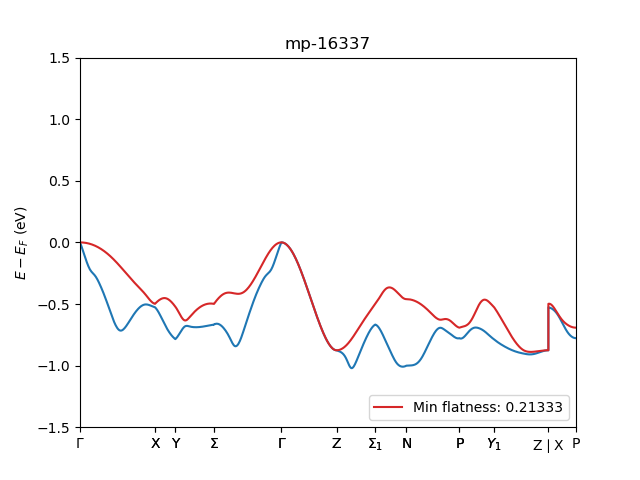 mp-16337
E − E_F (eV)
1.5
1.0
0.5
0.0
−0.5
−1.0
−1.5
Min flatness: 0.21333
Γ X Y Σ Γ Z Σ₁ N P Y₁ Z | X P